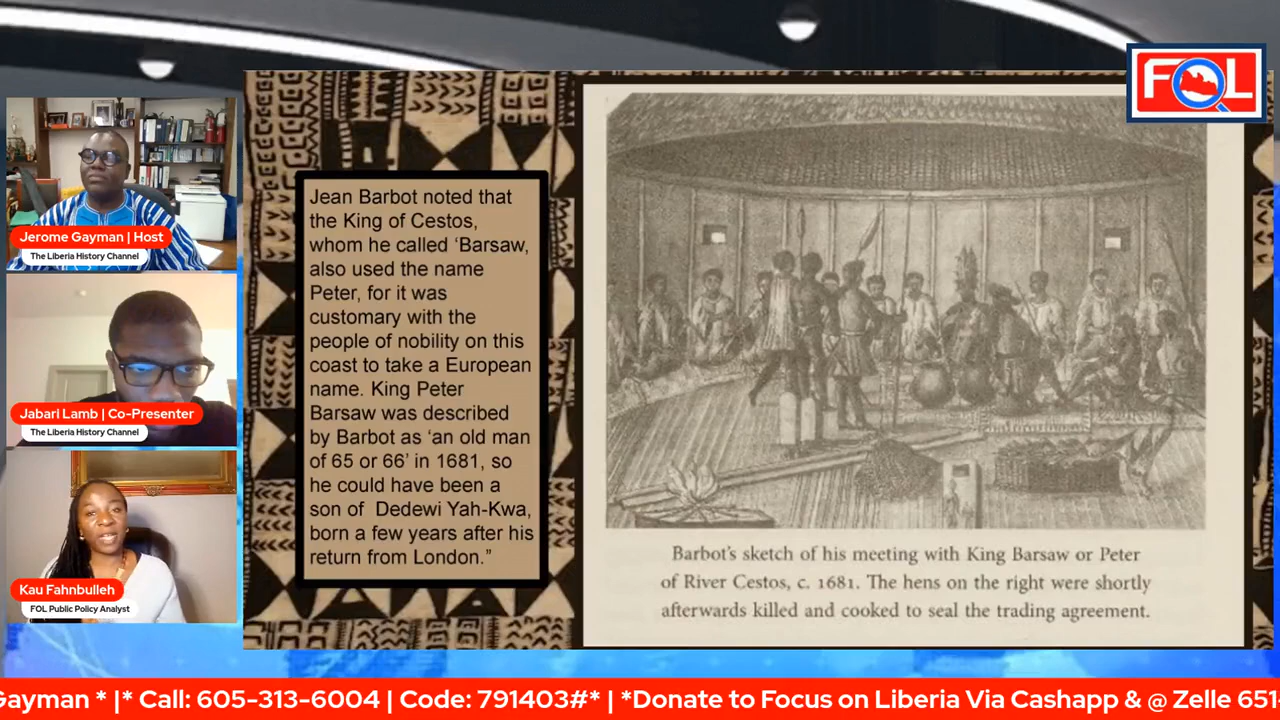 FOL
Jerome Gayman | Host
The Liberia History Channel
Jabari Lamb | Co-Presenter
The Liberia History Channel
Kau Fahnbulleh
FOL Public Policy Analyst
Jean Barbot noted that
the King of Cestos,
whom he called ‘Barsaw,
also used the name
Peter, for it was
customary with the
people of nobility on this
coast to take a European
name. King Peter
Barsaw was described
by Barbot as ‘an old man
of 65 or 66’ in 1681, so
he could have been a
son of Dedewi Yah-Kwa,
born a few years after his
return from London.”
Barbot’s sketch of his meeting with King Barsaw or Peter
of River Cestos, c. 1681. The hens on the right were shortly
afterwards killed and cooked to seal the trading agreement.
Gayman * |* Call: 605-313-6004 | Code: 791403#* | *Donate to Focus on Liberia Via Cashapp & @ Zelle 651